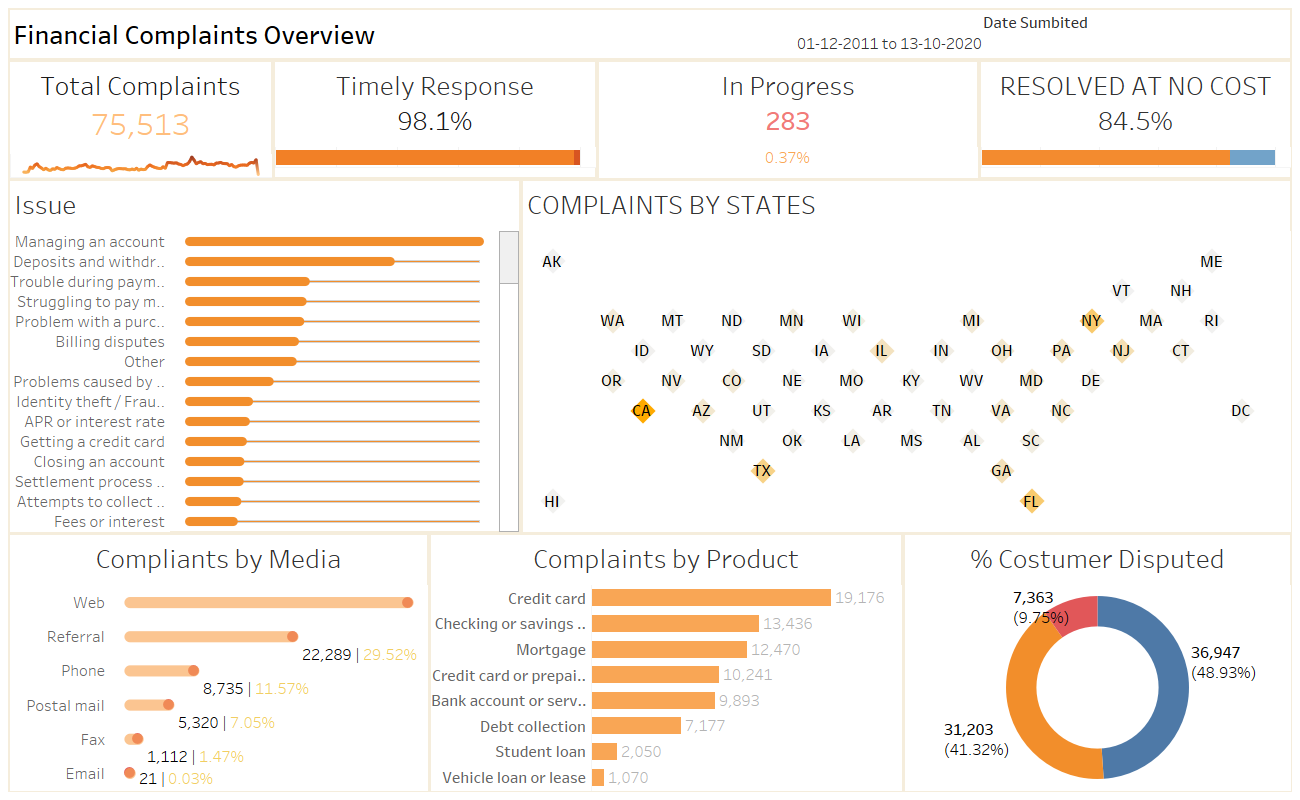 Financial Complaints Overview
Date Sumbited
01-12-2011 to 13-10-2020
Total Complaints
75,513
Timely Response
98.1%
In Progress
283
0.37%
RESOLVED AT NO COST
84.5%
Issue
Managing an account
Deposits and withdr..
Trouble during paym..
Struggling to pay m..
Problem with a purc..
Billing disputes
Other
Problems caused by ..
Identity theft / Frau..
APR or interest rate
Getting a credit card
Closing an account
Settlement process ..
Attempts to collect ..
Fees or interest
COMPLAINTS BY STATES
AK ME
VT NH
WA MT ND MN WI MI NY MA RI
ID WY SD IA IL IN OH PA NJ CT
OR NV CO NE MO KY WV MD DE
CA AZ UT KS AR TN VA NC DC
NM OK LA MS AL SC
TX GA
HI FL
Compliants by Media
Web
Referral
22,289 | 29.52%
Phone
8,735 | 11.57%
Postal mail
5,320 | 7.05%
Fax
1,112 | 1.47%
Email
21 | 0.03%
Complaints by Product
Credit card 19,176
Checking or savings .. 13,436
Mortgage 12,470
Credit card or prepai.. 10,241
Bank account or serv.. 9,893
Debt collection 7,177
Student loan 2,050
Vehicle loan or lease 1,070
% Costumer Disputed
7,363
(9.75%)
36,947
(48.93%)
31,203
(41.32%)